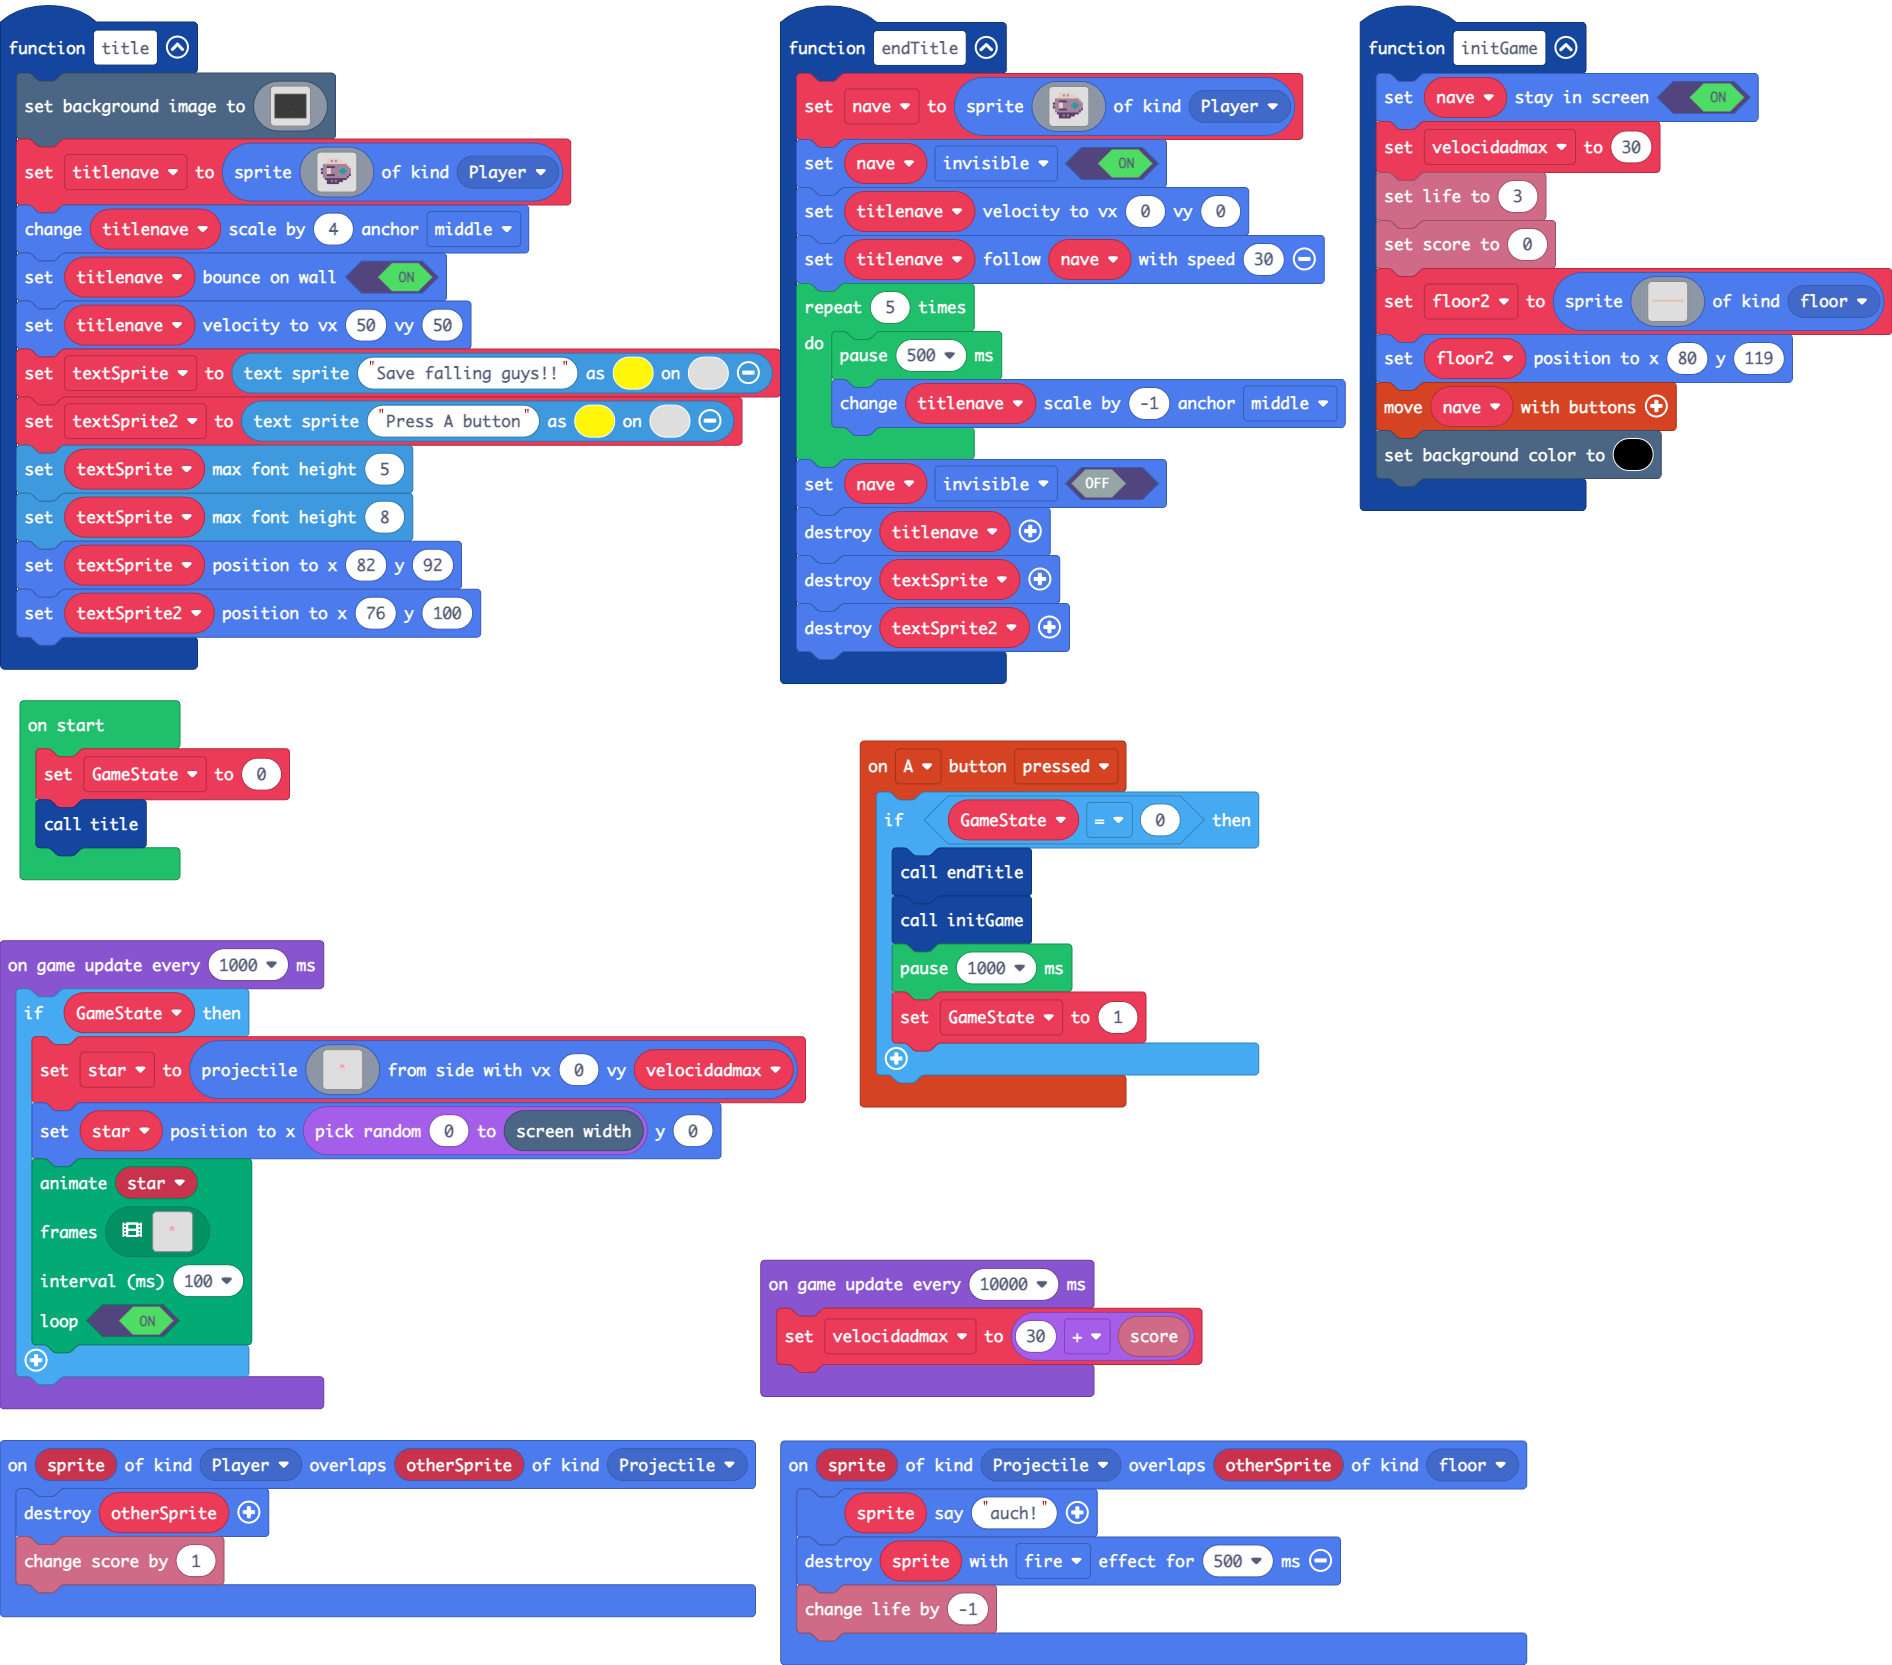 function title
set background image to
set titlenave to sprite of kind Player
change titlenave scale by 4 anchor middle
set titlenave bounce on wall ON
set titlenave velocity to vx 50 vy 50
set textSprite to text sprite "Save falling guys!!" as on
set textSprite2 to text sprite "Press A button" as on
set textSprite max font height 5
set textSprite max font height 8
set textSprite position to x 82 y 92
set textSprite2 position to x 76 y 100
function endTitle
set nave to sprite of kind Player
set nave invisible ON
set titlenave velocity to vx 0 vy 0
set titlenave follow nave with speed 30
repeat 5 times
do
pause 500 ms
change titlenave scale by -1 anchor middle
set nave invisible OFF
destroy titlenave
destroy textSprite
destroy textSprite2
function initGame
set nave stay in screen ON
set velocidadmax to 30
set life to 3
set score to 0
set floor2 to sprite of kind floor
set floor2 position to x 80 y 119
move nave with buttons
set background color to
on start
set GameState to 0
call title
on A button pressed
if GameState = 0 then
call endTitle
call initGame
pause 1000 ms
set GameState to 1
on game update every 1000 ms
if GameState then
set star to projectile from side with vx 0 vy velocidadmax
set star position to x pick random 0 to screen width y 0
animate star
frames
interval (ms) 100
loop ON
on game update every 10000 ms
set velocidadmax to 30 + score
on sprite of kind Player overlaps otherSprite of kind Projectile
destroy otherSprite
change score by 1
on sprite of kind Projectile overlaps otherSprite of kind floor
sprite say "auch!"
destroy sprite with fire effect for 500 ms
change life by -1